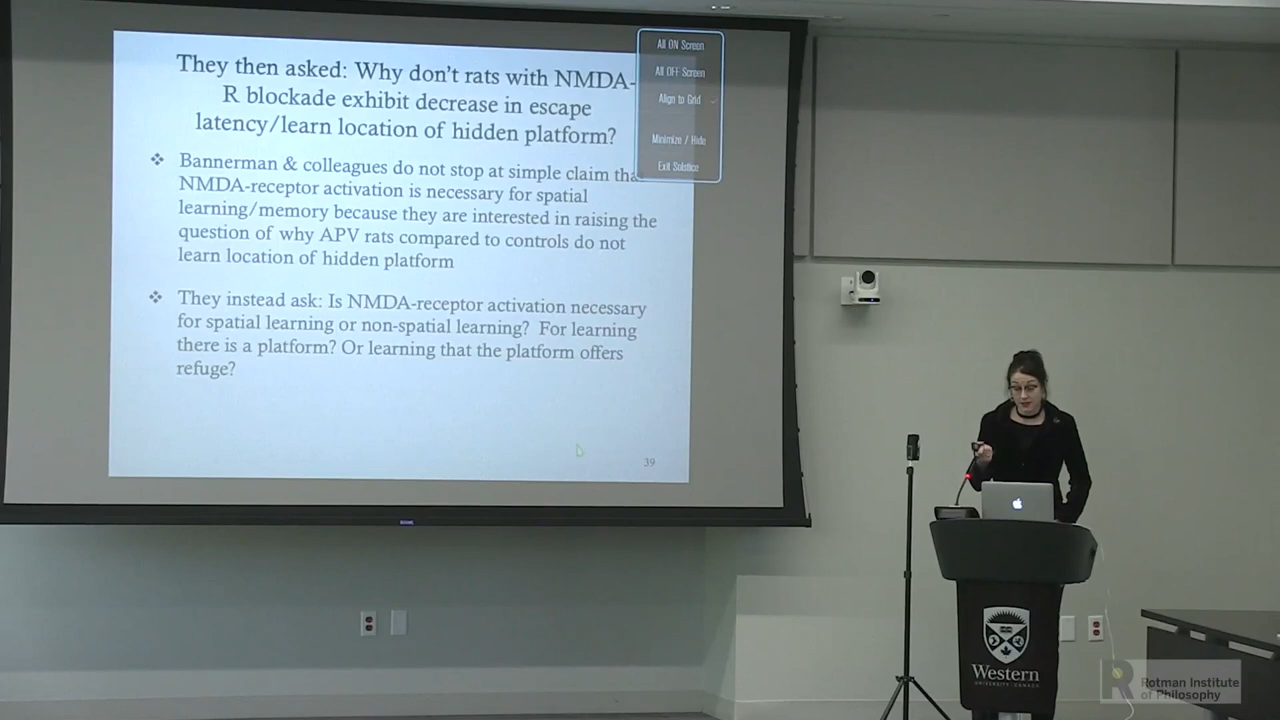 They then asked: Why don't rats with NMDA-
R blockade exhibit decrease in escape
latency/learn location of hidden platform?
❖ Bannerman & colleagues do not stop at simple claim tha
NMDA-receptor activation is necessary for spatial
learning/memory because they are interested in raising the
question of why APV rats compared to controls do not
learn location of hidden platform
❖ They instead ask: Is NMDA-receptor activation necessary
for spatial learning or non-spatial learning? For learning
there is a platform? Or learning that the platform offers
refuge?
39
All ON Screen
All OFF Screen
Align to Grid
Minimize / Hide
Exit Solstice
Western
UNIVERSITY · CANADA
R
Rotman Institute
of Philosophy